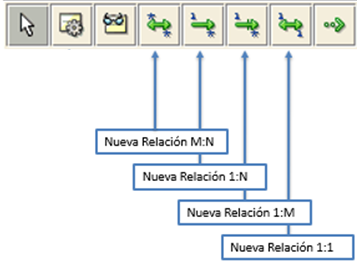 Nueva Relación M:N
Nueva Relación 1:N
Nueva Relación 1:M
Nueva Relación 1:1